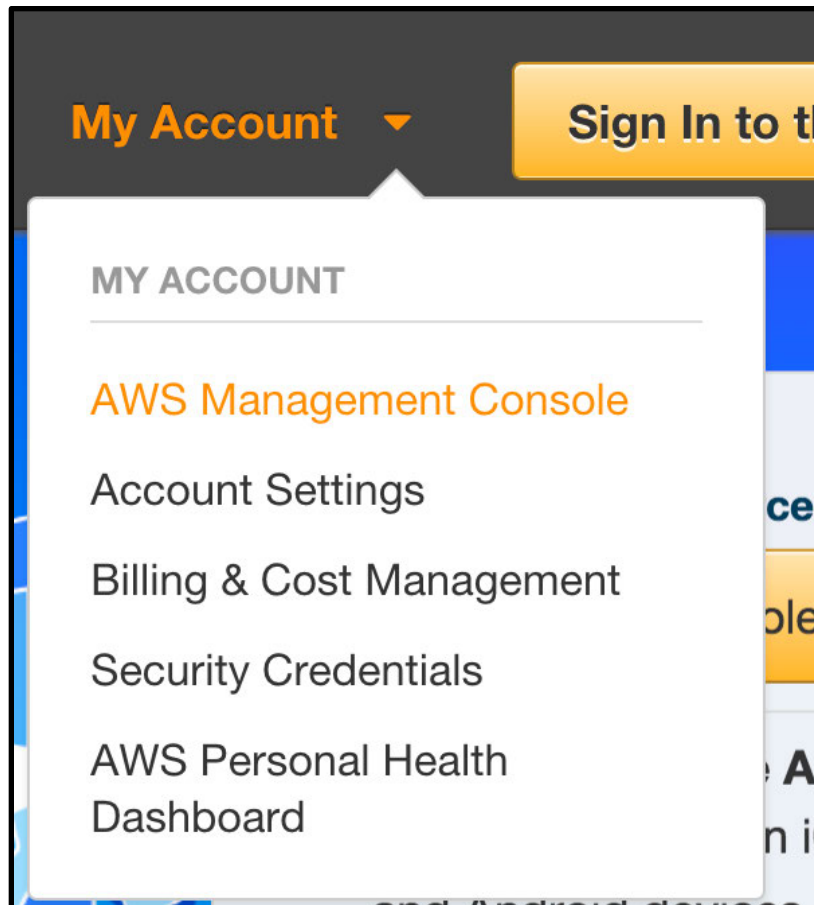 My Account
Sign In to
MY ACCOUNT
AWS Management Console
Account Settings
Billing & Cost Management
Security Credentials
AWS Personal Health
Dashboard